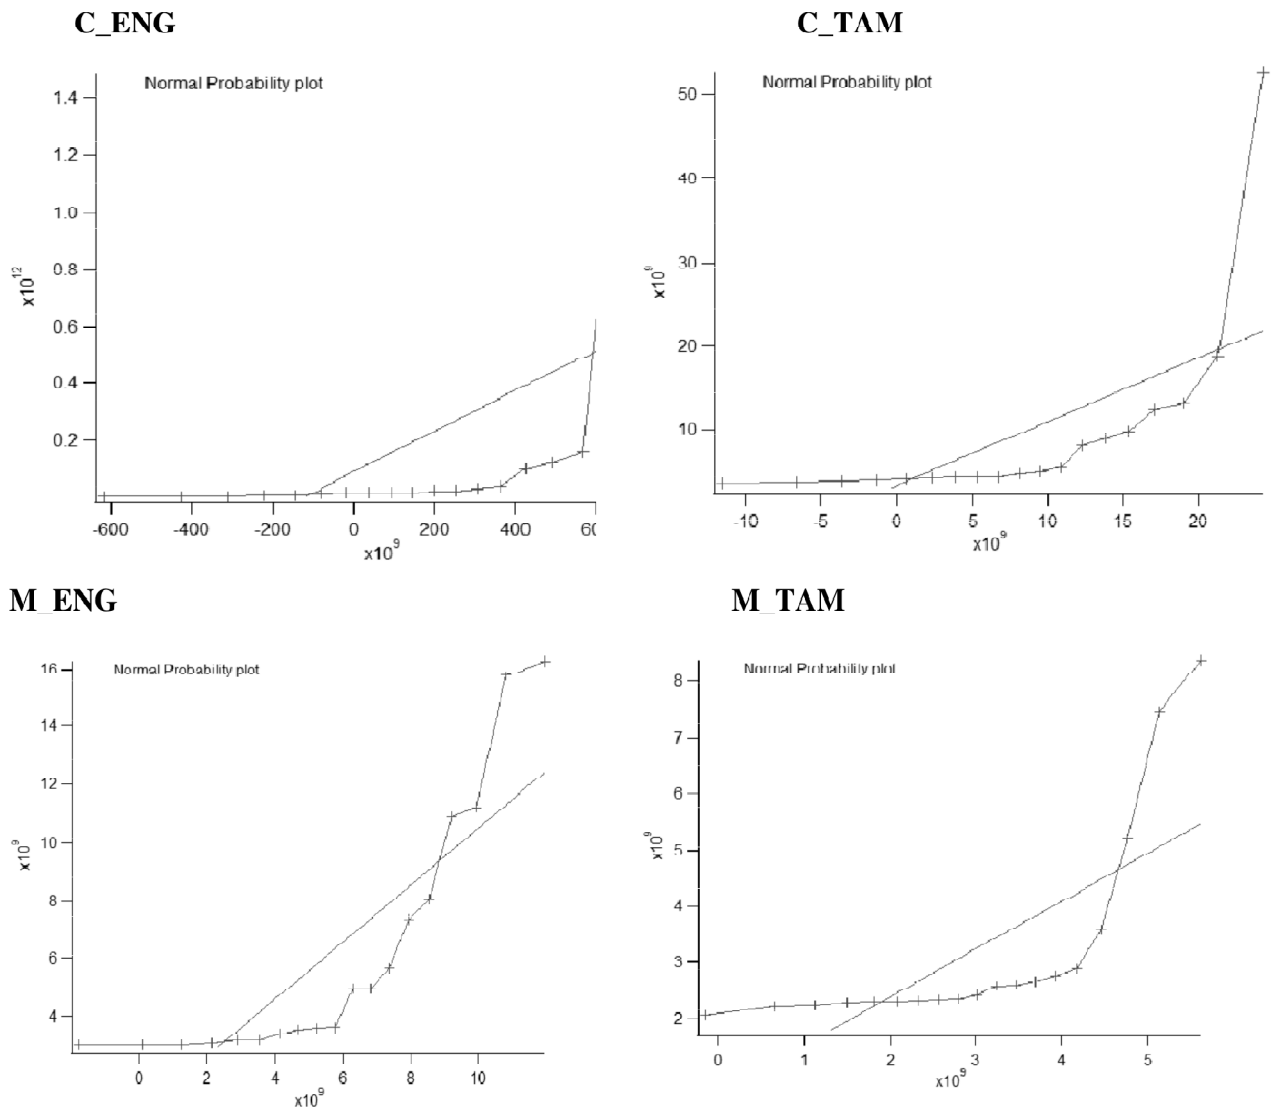 C_ENG
C_TAM
Normal Probability plot
Normal Probability plot
1.4
1.2
1.0
0.8
0.6
0.4
0.2
x10^12
-600 -400 -200 0 200 400 60
x10^9
50
40
30
20
10
x10^9
-10 -5 0 5 10 15 20
x10^9
M_ENG
M_TAM
Normal Probability plot
Normal Probability plot
16
14
12
10
8
6
4
x10^9
0 2 4 6 8 10
x10^9
8
7
6
5
4
3
2
x10^9
0 1 2 3 4 5
x10^9